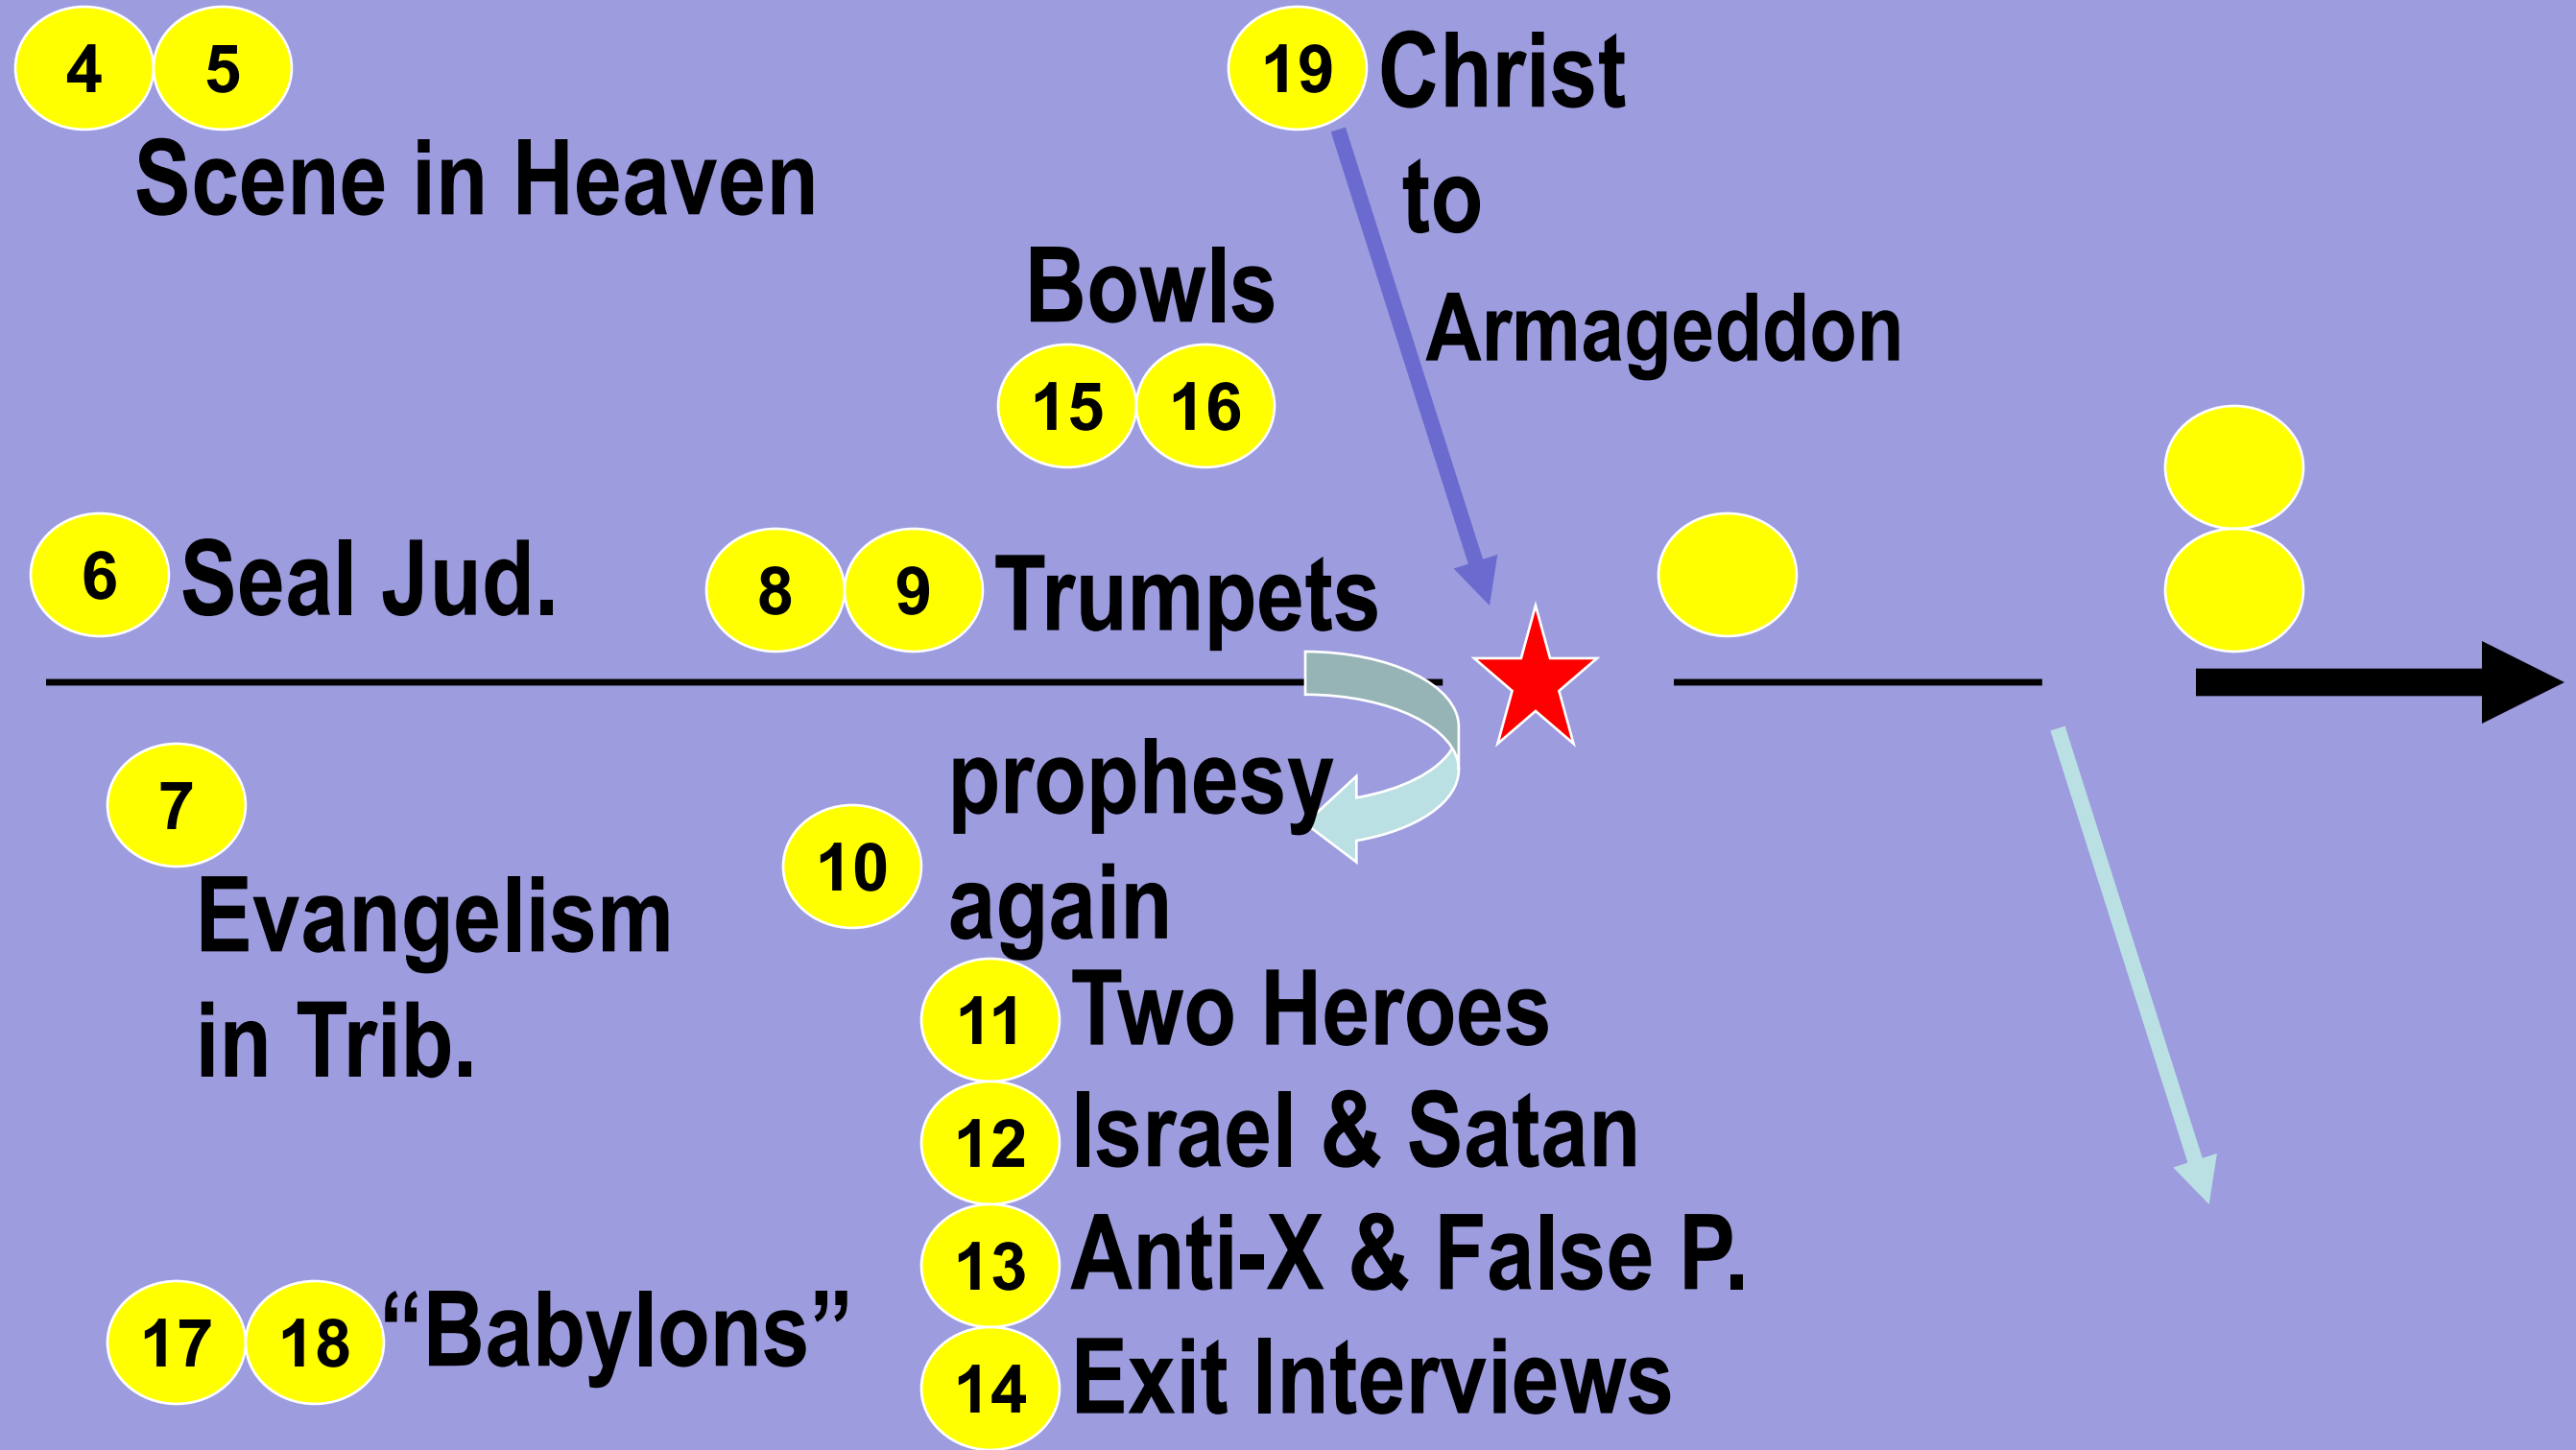 4 5
Scene in Heaven
19 Christ
to
Armageddon
Bowls
15 16
6 Seal Jud.
8 9 Trumpets
7
Evangelism
in Trib.
10
prophesy
again
11 Two Heroes
12 Israel & Satan
13 Anti-X & False P.
14 Exit Interviews
17 18 “Babylons”